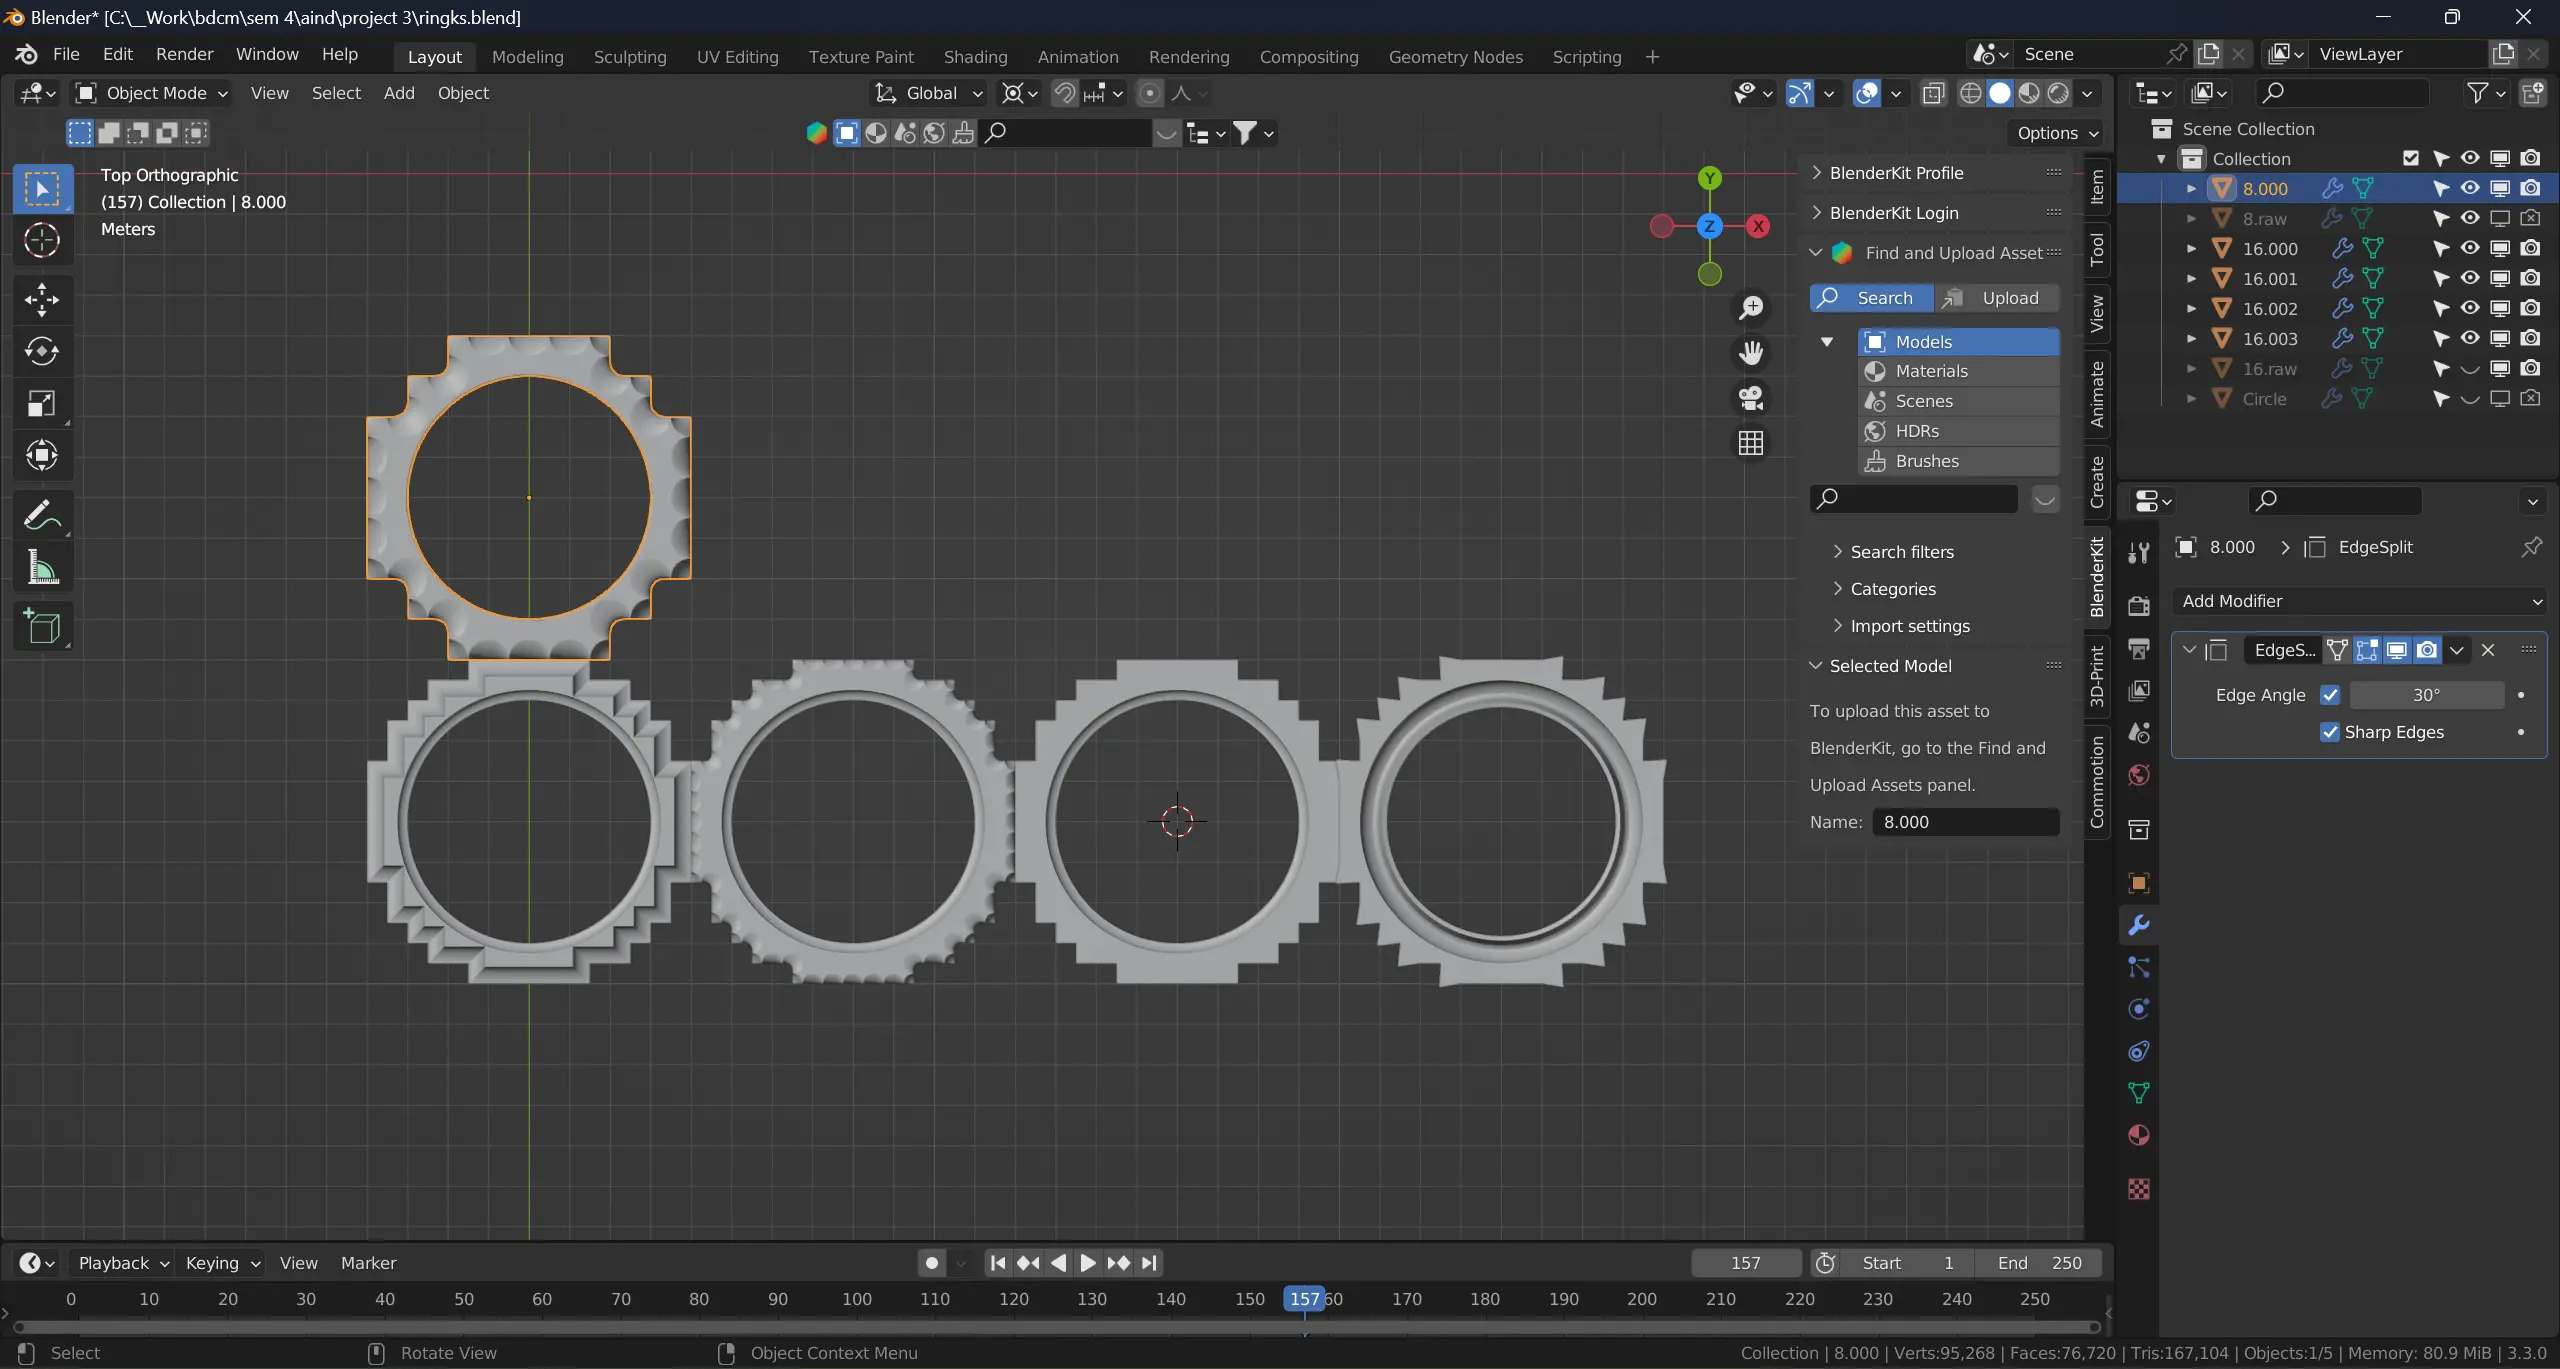 Blender* [C:\__Work\bdcm\sem 4\aind\project 3\ringks.blend]
File Edit Render Window Help Layout Modeling Sculpting UV Editing Texture Paint Shading Animation Rendering Compositing Geometry Nodes Scripting + Scene ViewLayer
Object Mode View Select Add Object Global
Options
Top Orthographic
(157) Collection | 8.000
Meters
Y
X
Z
BlenderKit Profile
BlenderKit Login
Find and Upload Asset
Search Upload
Models
Materials
Scenes
HDRs
Brushes
Search filters
Categories
Import settings
Selected Model
To upload this asset to
BlenderKit, go to the Find and
Upload Assets panel.
Name: 8.000
Item
Tool
View
Animate
Create
BlenderKit
3D-Print
Commotion
Scene Collection
Collection
8.000
8.raw
16.000
16.001
16.002
16.003
16.raw
Circle
8.000 > EdgeSplit
Add Modifier
EdgeS...
Edge Angle 30°
Sharp Edges
Playback Keying View Marker 157 Start 1 End 250
0 10 20 30 40 50 60 70 80 90 100 110 120 130 140 150 157 60 170 180 190 200 210 220 230 240 250
Select Rotate View Object Context Menu Collection | 8.000 | Verts:95,268 | Faces:76,720 | Tris:167,104 | Objects:1/5 | Memory: 80.9 MiB | 3.3.0